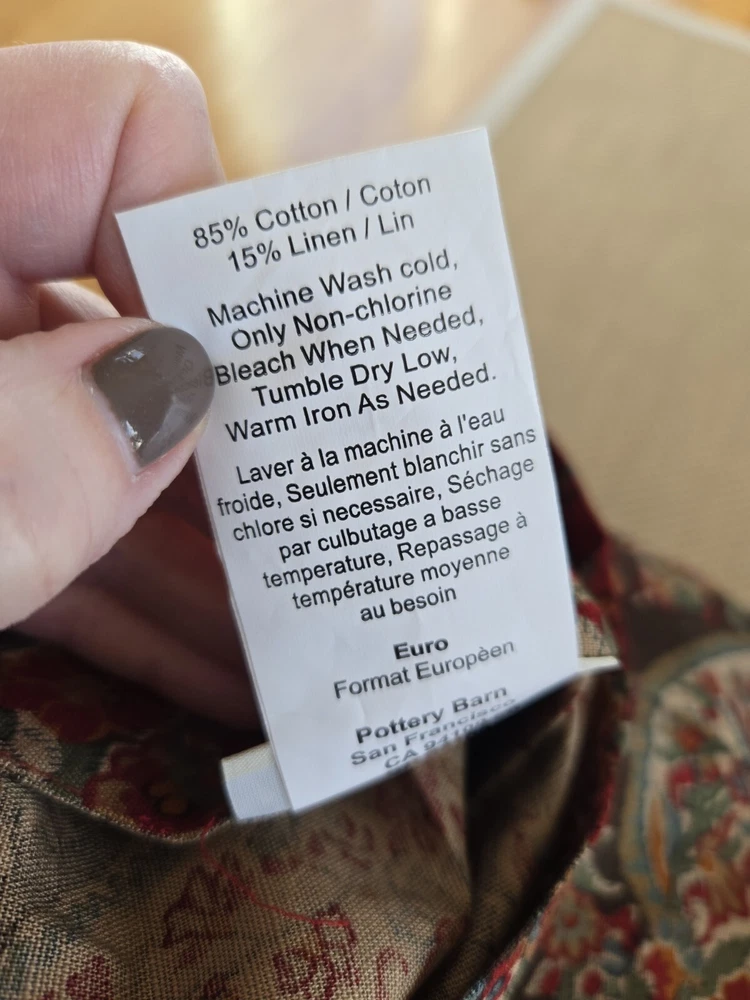 85% Cotton / Coton
15% Linen / Lin
Machine Wash cold,
Only Non-chlorine
Bleach When Needed,
Tumble Dry Low,
Warm Iron As Needed.
Laver à la machine à l'eau
froide, Seulement blanchir sans
chlore si necessaire, Séchage
par culbutage a basse
temperature, Repassage à
température moyenne
au besoin
Euro
Format Europèen
Pottery Barn
San Francisco
CA